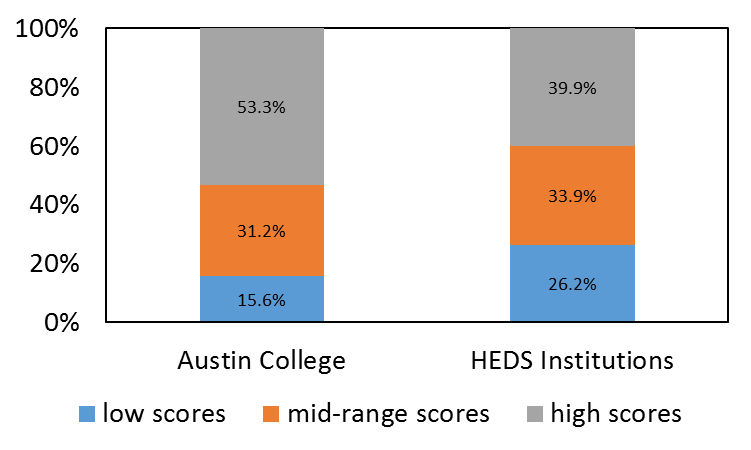 100%
80%
60%
40%
20%
0%
53.3%
31.2%
15.6%
39.9%
33.9%
26.2%
Austin College
HEDS Institutions
low scores
mid-range scores
high scores